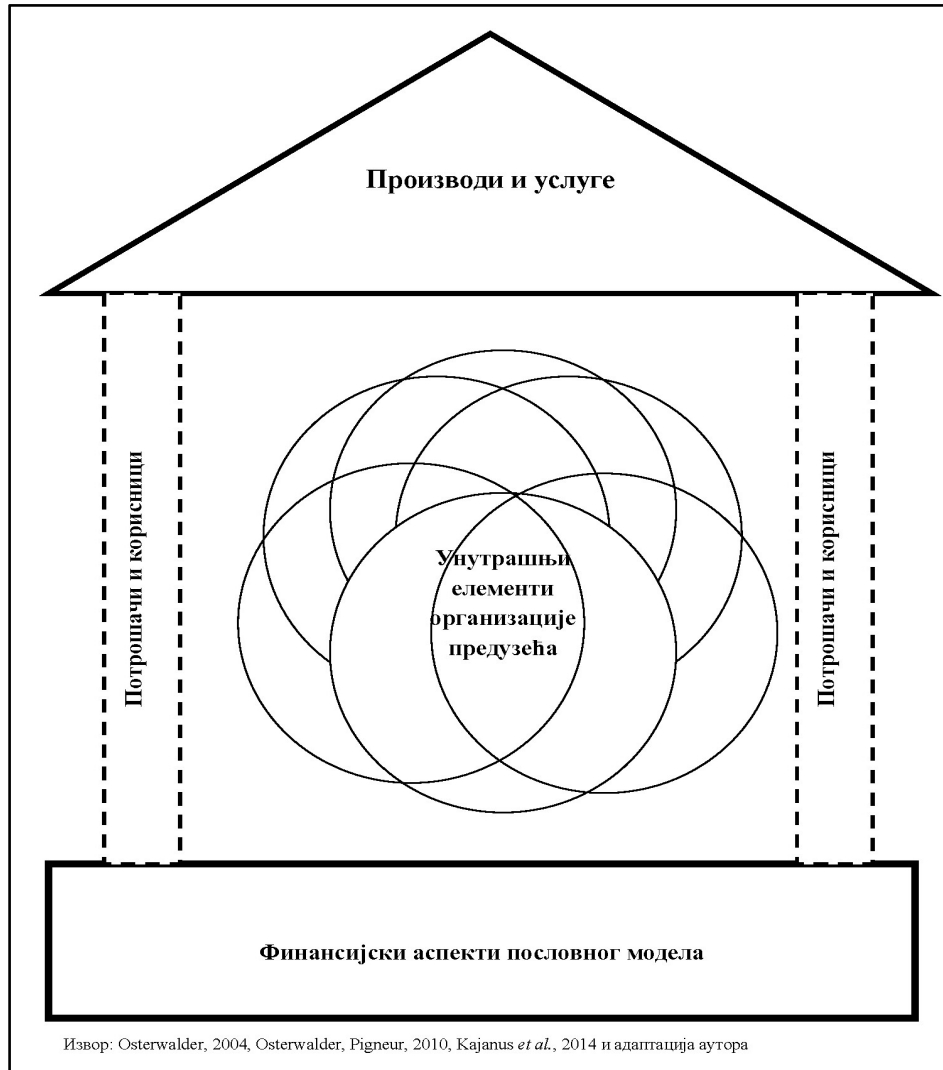 Производи и услуге
Потрошачи и корисници
Унутрашњи
елементи
организације
предузећа
Потрошачи и корисници
Финансијски аспекти пословног модела
Извор: Osterwalder, 2004, Osterwalder, Pigneur, 2010, Kajanus et al., 2014 и адаптација аутора